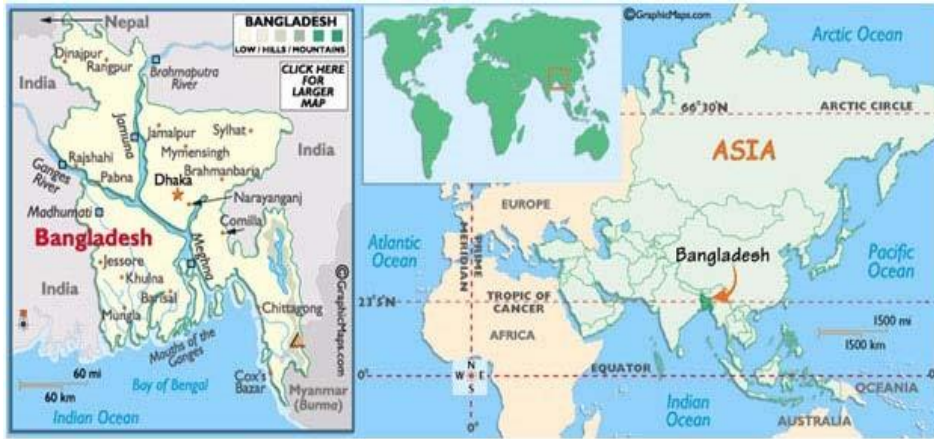 Nepal
BANGLADESH
LOW / HILLS / MOUNTAINS
CLICK HERE
FOR
LARGER
MAP
Dinajpur
Rangpur
India
Brahmaputra
River
Jamuna
Jamalpur
Sylhat
Mymensingh
India
Ganges
River
Rajshahi
Pabna
Brahmanbaria
Dhaka
Narayanganj
Madhumati
Comilla
Bangladesh
Meghna
Jessore
Khulna
India
Barisal
Chittagong
Mungla
Mouths of the
Ganges
60 mi
60 km
Bay of Bengal
Cox's
Bazar
Myanmar
(Burma)
Indian Ocean
©GraphicMaps.com
©GraphicMaps.com
Arctic Ocean
66°30'N
ARCTIC CIRCLE
ASIA
EUROPE
Atlantic
Ocean
PRIME
MERIDIAN
Bangladesh
Pacific
Ocean
23°5'N
TROPIC OF
CANCER
AFRICA
1500 mi
1500 km
N
W E
S
0°
EQUATOR
0
OCEANIA
Indian
Ocean
AUSTRALIA
0°